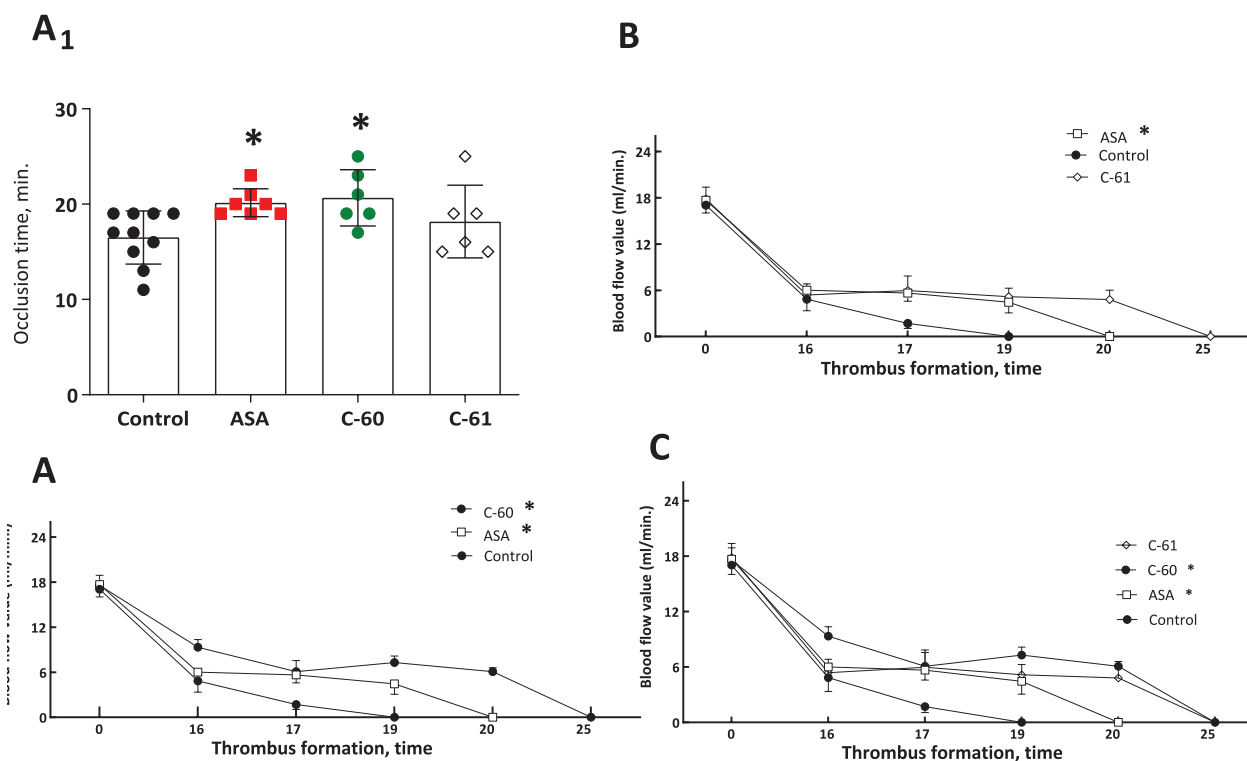 A1
Occlusion time, min.
30
20
10
0
*
*
Control ASA C-60 C-61
B
Blood flow value (ml/min.)
24
18
12
6
0
ASA *
Control
C-61
0 16 17 19 20 25
Thrombus formation, time
A
24
18
12
6
0
C-60 *
ASA *
Control
0 16 17 19 20 25
Thrombus formation, time
C
Blood flow value (ml/min.)
24
18
12
6
0
C-61
C-60 *
ASA *
Control
0 16 17 19 20 25
Thrombus formation, time